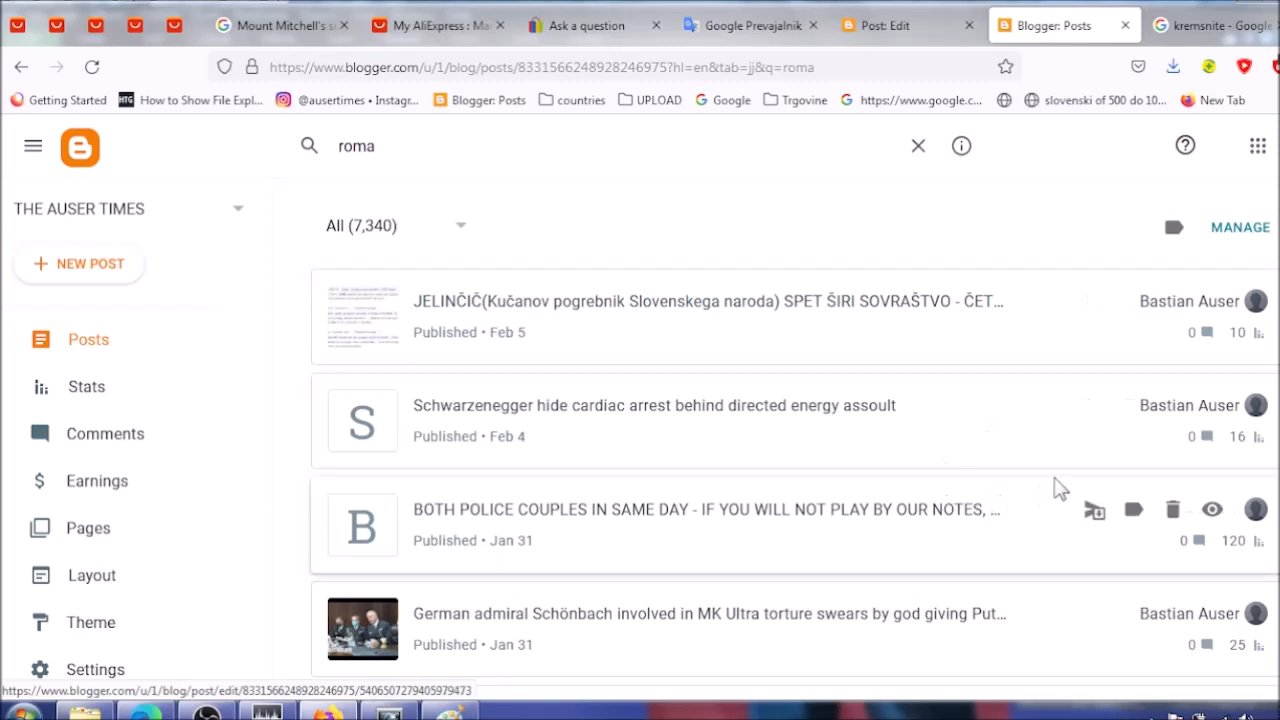 Mount Mitchell's s
My AliExpress : Ma
Ask a question
Google Prevajalnik
Post: Edit
Blogger: Posts
kremsnite - Google
https://www.blogger.com/u/1/blog/posts/8331566248928246975?hl=en&tab=jj&q=roma
Getting Started
HTG
How to Show File Expl...
@ausertimes • Instagr...
Blogger: Posts
countries
UPLOAD
Google
Trgovine
https://www.google.c...
slovenski of 500 do 10...
New Tab
roma
THE AUSER TIMES
All (7,340)
MANAGE
NEW POST
Posts
Stats
Comments
Earnings
Pages
Layout
Theme
Settings
JELINČIČ(Kučanov pogrebnik Slovenskega naroda) SPET ŠIRI SOVRAŠTVO - ČET...
Bastian Auser
Published • Feb 5
0 10
S
Schwarzenegger hide cardiac arrest behind directed energy assoult
Bastian Auser
Published • Feb 4
0 16
B
BOTH POLICE COUPLES IN SAME DAY - IF YOU WILL NOT PLAY BY OUR NOTES, ...
Published • Jan 31
0 120
German admiral Schönbach involved in MK Ultra torture swears by god giving Put...
Bastian Auser
Published • Jan 31
0 25
https://www.blogger.com/u/1/blog/post/edit/8331566248928246975/5406507279405979473